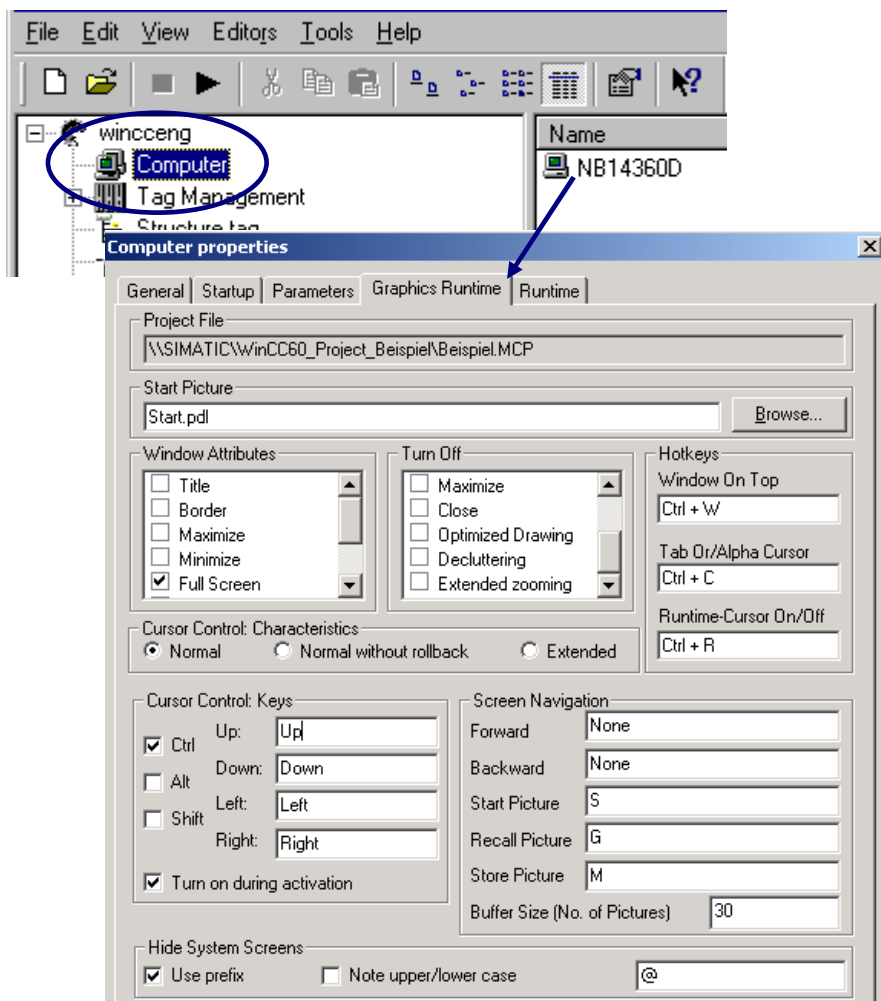 File Edit View Editors Tools Help
wincceng
Computer
Tag Management
Structure tag
Name
NB14360D
Computer properties
General Startup Parameters Graphics Runtime Runtime
Project File
\\SIMATIC\WinCC60_Project_Beispiel\Beispiel.MCP
Start Picture
Start.pdl
Browse...
Window Attributes
Title
Border
Maximize
Minimize
Full Screen
Turn Off
Maximize
Close
Optimized Drawing
Decluttering
Extended zooming
Hotkeys
Window On Top
Ctrl + W
Tab Or/Alpha Cursor
Ctrl + C
Runtime-Cursor On/Off
Ctrl + R
Cursor Control: Characteristics
Normal Normal without rollback Extended
Cursor Control: Keys
Ctrl
Alt
Shift
Up: Up
Down: Down
Left: Left
Right: Right
Turn on during activation
Screen Navigation
Forward None
Backward None
Start Picture S
Recall Picture G
Store Picture M
Buffer Size (No. of Pictures) 30
Hide System Screens
Use prefix Note upper/lower case @